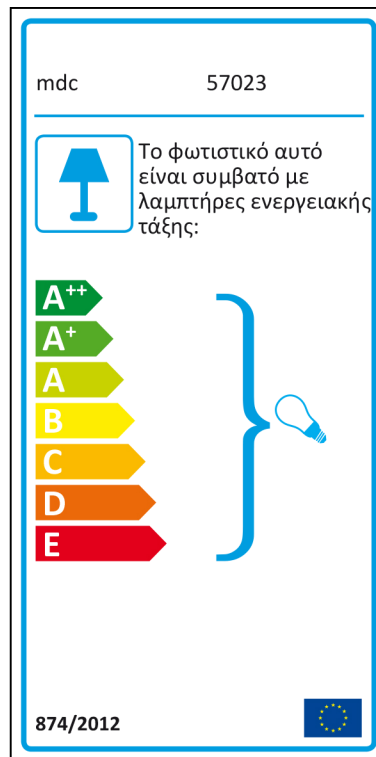 mdc 57023
Το φωτιστικό αυτό
είναι συμβατό με
λαμπτήρες ενεργειακής
τάξης:
A++
A+
A
B
C
D
E
874/2012